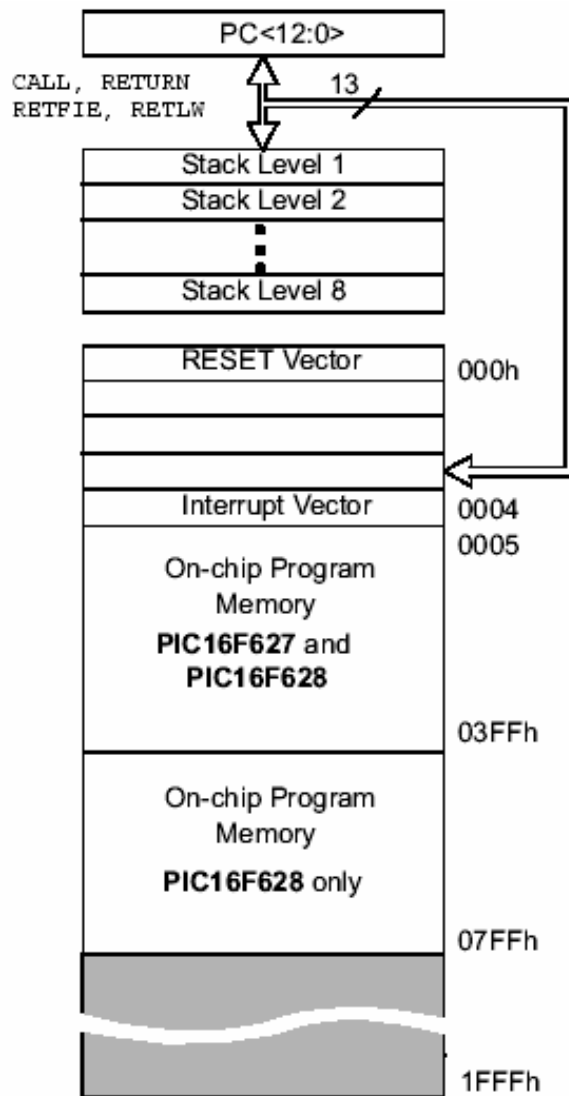 PC<12:0>
CALL, RETURN
RETFIE, RETLW
13
Stack Level 1
Stack Level 2
Stack Level 8
RESET Vector
000h
Interrupt Vector
0004
0005
On-chip Program
Memory
PIC16F627 and
PIC16F628
03FFh
On-chip Program
Memory
PIC16F628 only
07FFh
1FFFh